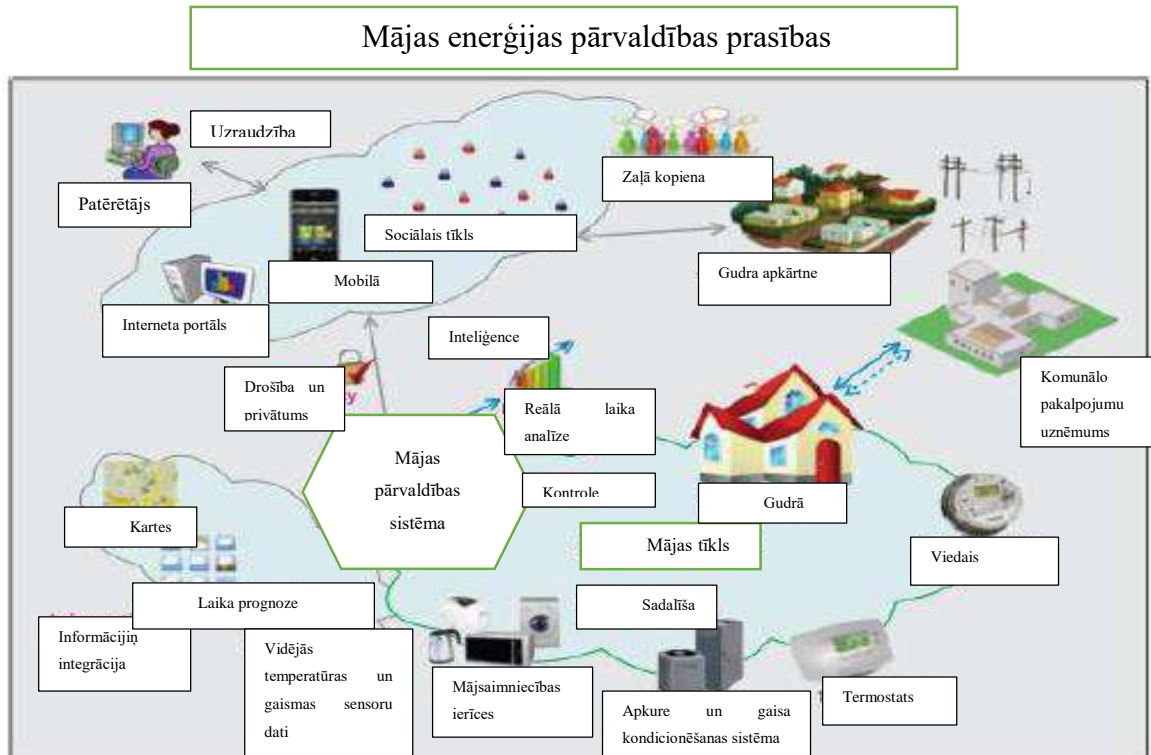 Mājas enerģijas pārvaldības prasības
Uzraudzība
Patērētājs
Zaļā kopiena
Sociālais tīkls
Gudra apkārtne
Mobilā
Interneta portāls
Inteliģence
Drošība un
privātums
Reālā laika
analīze
Komunālo
pakalpojumu
uzņēmums
Mājas
pārvaldības
sistēma
Kontrole
Gudrā
Kartes
Mājas tīkls
Viedais
Laika prognoze
Sadalīša
Informācijiņ
integrācija
Vidējās
temperatūras un
gaismas sensoru
dati
Mājsaimniecības
ierīces
Apkure un gaisa
kondicionēšanas sistēma
Termostats